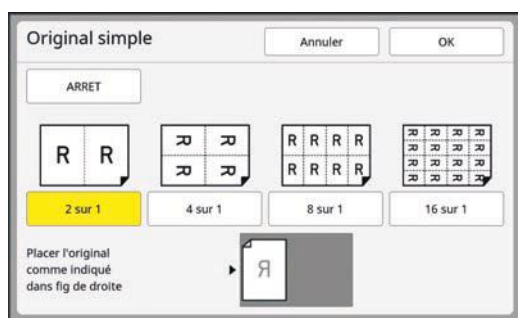 Original simple
Annuler
OK
ARRET
R R
R R
R R
R R R R
R R R R
R R R R
R R R R
R R R R
R R R R
2 sur 1
4 sur 1
8 sur 1
16 sur 1
Placer l'original
comme indiqué
dans fig de droite
R